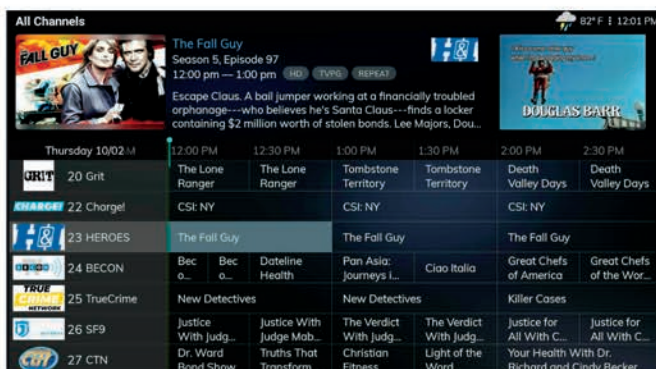 All Channels
82° F 12:01 PM
FALL GUY
The Fall Guy
Season 5, Episode 97
12:00 pm — 1:00 pm HD TVPG REPEAT
Escape Claus. A bail jumper working at a financially troubled
orphanage---who believes he's Santa Claus---finds a locker
containing $2 million worth of stolen bonds. Lee Majors, Dou...
H&I
DOUGLAS BARR
Thursday 10/02 12:00 PM 12:30 PM 1:00 PM 1:30 PM 2:00 PM 2:30 PM
GRIT 20 Grit
The Lone
Ranger
The Lone
Ranger
Tombstone
Territory
Tombstone
Territory
Death
Valley Days
Death
Valley Days
CHARGE! 22 Charge! CSI: NY CSI: NY CSI: NY
H&I 23 HEROES The Fall Guy The Fall Guy The Fall Guy
24 BECON
Bec
o...
Bec
o...
Dateline
Health
Pan Asia:
Journeys i...
Ciao Italia
Great Chefs
of America
Great Chefs
of the Wor...
TRUE
CRIME
NETWORK
25 TrueCrime New Detectives New Detectives Killer Cases
26 SF9
Justice
With Judg...
Justice With
Judge Mab...
The Verdict
With Judg...
The Verdict
With Judg...
Justice for
All With C...
Justice for
All With C...
27 CTN
Dr. Ward
Bond Show
Truths That
Transform
Christian
Fitness
Light of the
Word
Your Health With Dr.
Richard and Cindy Becker